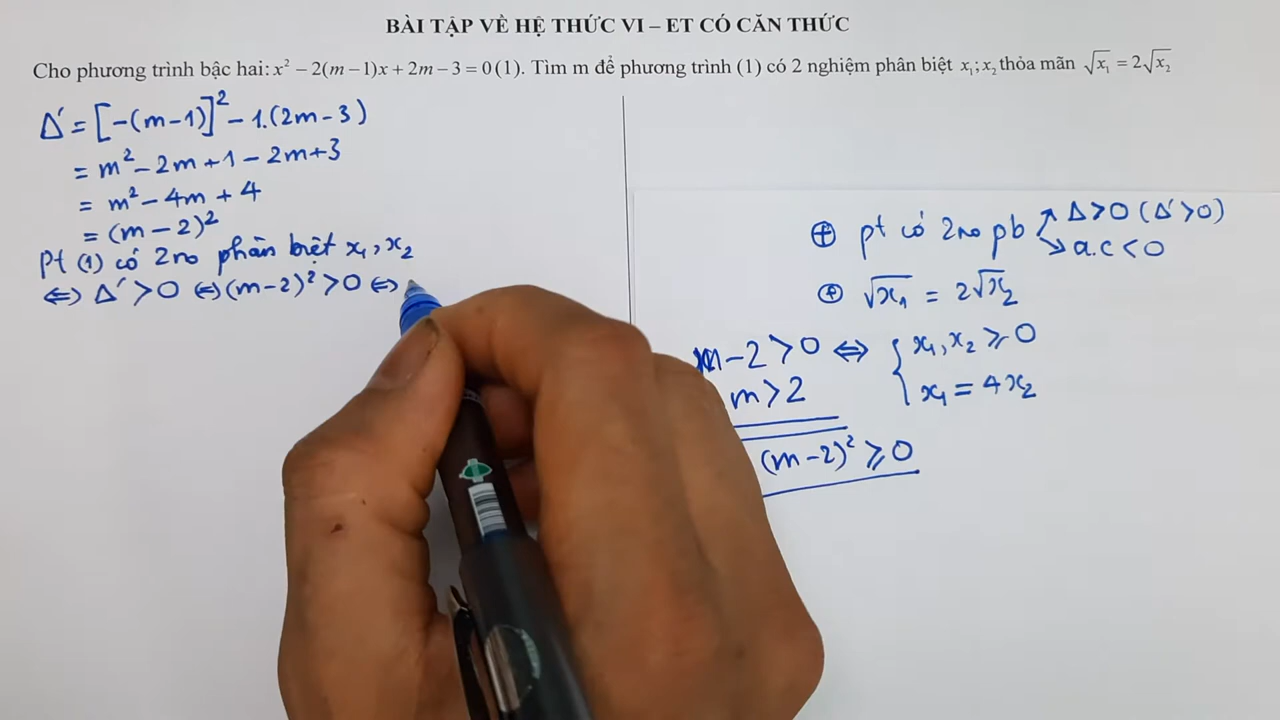 BÀI TẬP VỀ HỆ THỨC VI – ET CÓ CĂN THỨC
Cho phương trình bậc hai: x² − 2(m −1)x + 2m − 3 = 0 (1). Tìm m để phương trình (1) có 2 nghiệm phân biệt x₁; x₂ thỏa mãn √x₁ = 2√x₂
Δ' = [−(m−1)]² − 1.(2m−3)
= m² − 2m + 1 − 2m + 3
= m² − 4m + 4
= (m − 2)²
Pt (1) có 2 no phân biệt x₁, x₂
⇔ Δ' > 0 ⇔ (m−2)² > 0 ⇔
⊕ pt có 2 no pb ↗ Δ > 0 (Δ' > 0)
↘ a.c < 0
⊕ √x₁ = 2√x₂
m − 2 > 0 ⇔ { x₁, x₂ ⩾ 0
m > 2 x₁ = 4x₂
(m − 2)² ⩾ 0